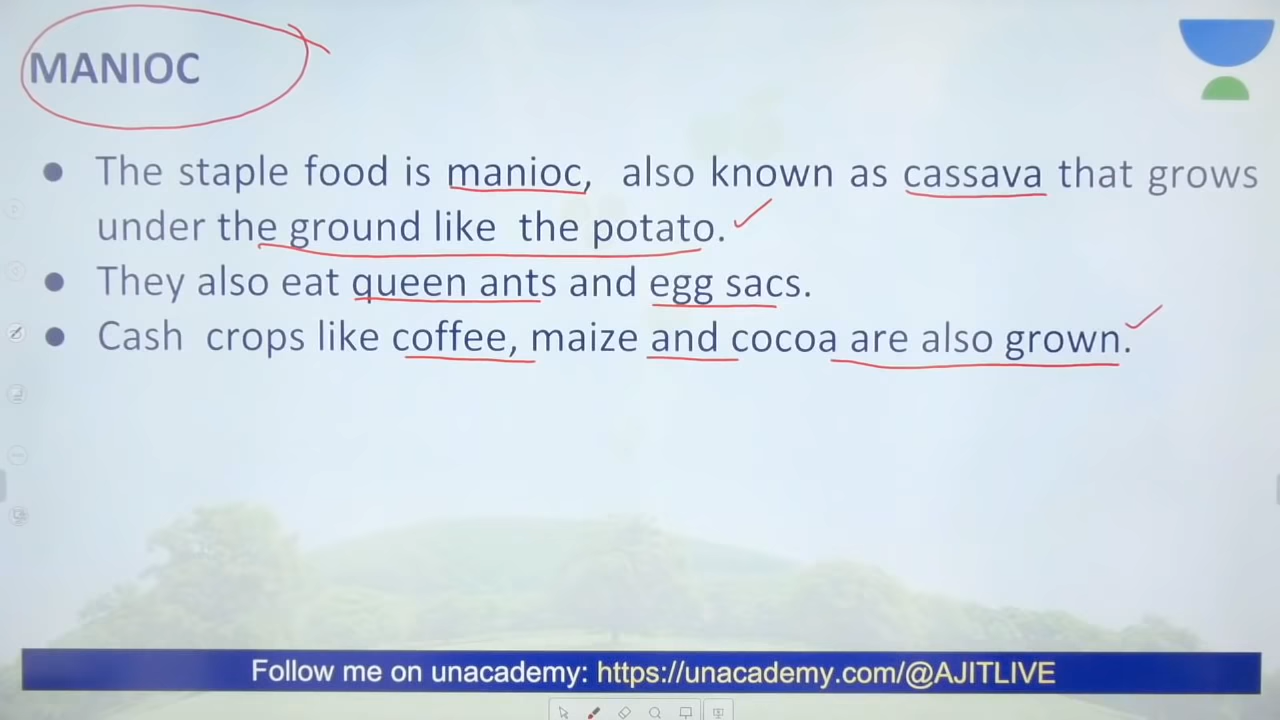 MANIOC
● The staple food is manioc, also known as cassava that grows
under the ground like the potato.
● They also eat queen ants and egg sacs.
● Cash crops like coffee, maize and cocoa are also grown.
Follow me on unacademy: https://unacademy.com/@AJITLIVE